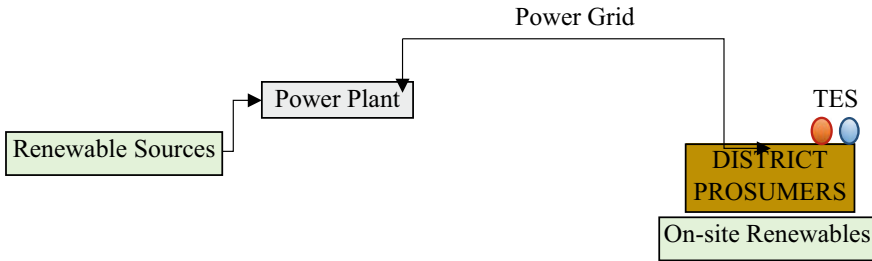 Power Grid
Power Plant
TES
Renewable Sources
DISTRICT
PROSUMERS
On-site Renewables